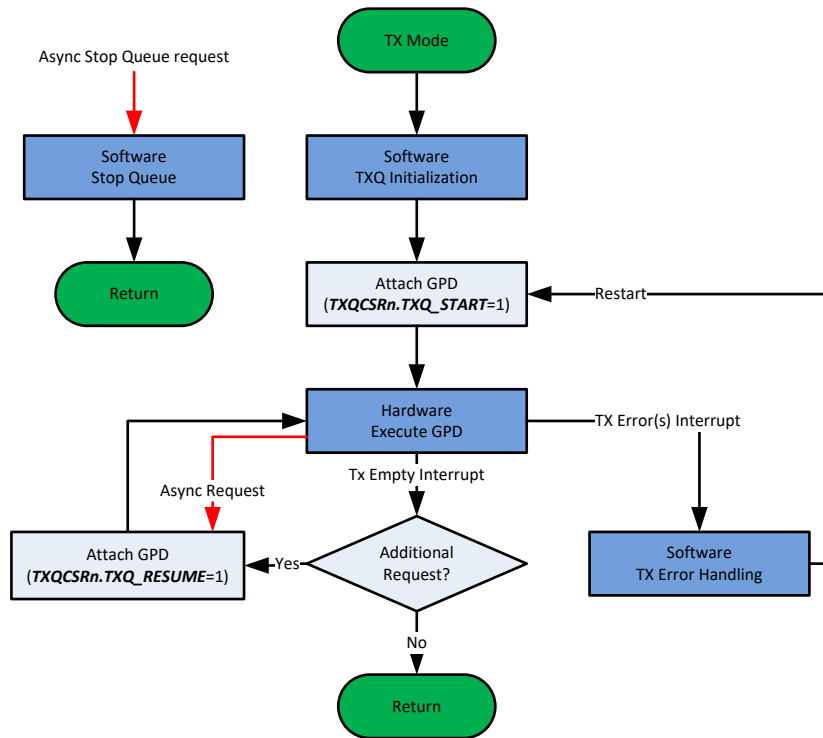 TX Mode
Async Stop Queue request
Software
Stop Queue
Software
TXQ Initialization
Return
Attach GPD
(TXQCSRn.TXQ_START=1)
Restart
Hardware
Execute GPD
TX Error(s) Interrupt
Tx Empty Interrupt
Async Request
Attach GPD
(TXQCSRn.TXQ_RESUME=1)
Yes
Additional
Request?
Software
TX Error Handling
No
Return